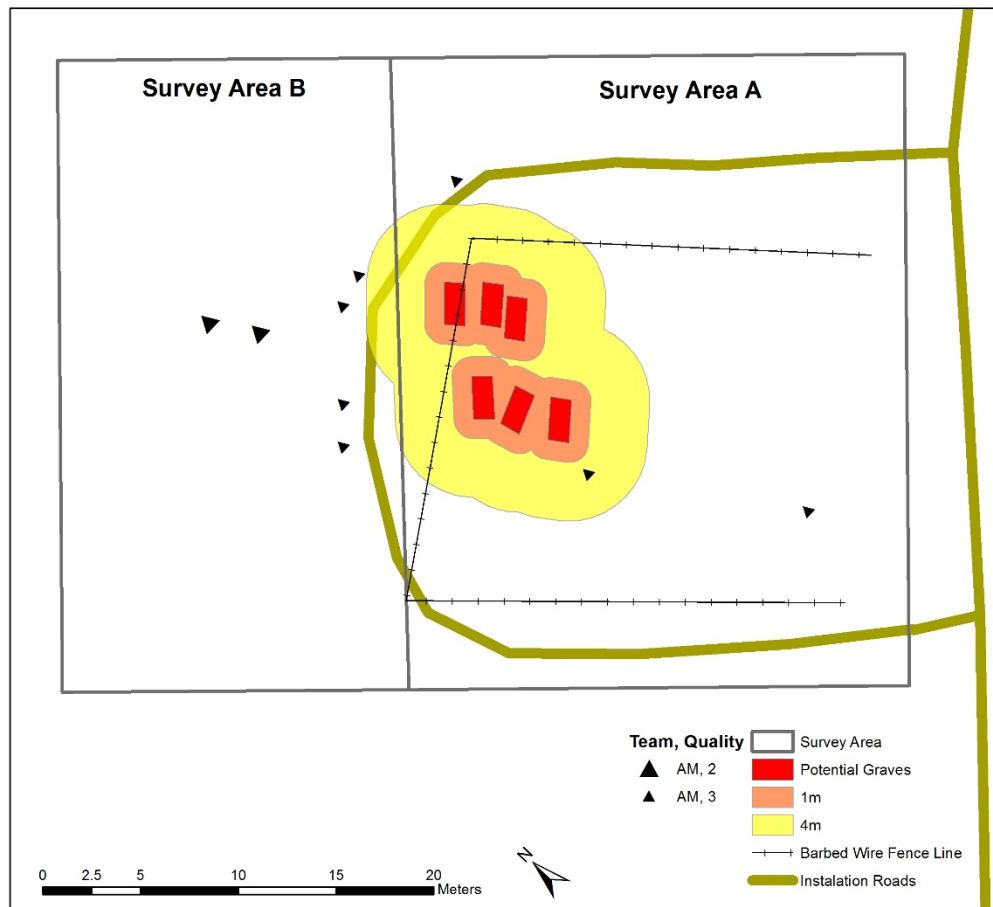 Survey Area B
Survey Area A
Team, Quality
AM, 2
AM, 3
Survey Area
Potential Graves
1m
4m
Barbed Wire Fence Line
Instalation Roads
N
0 2.5 5 10 15 20
Meters